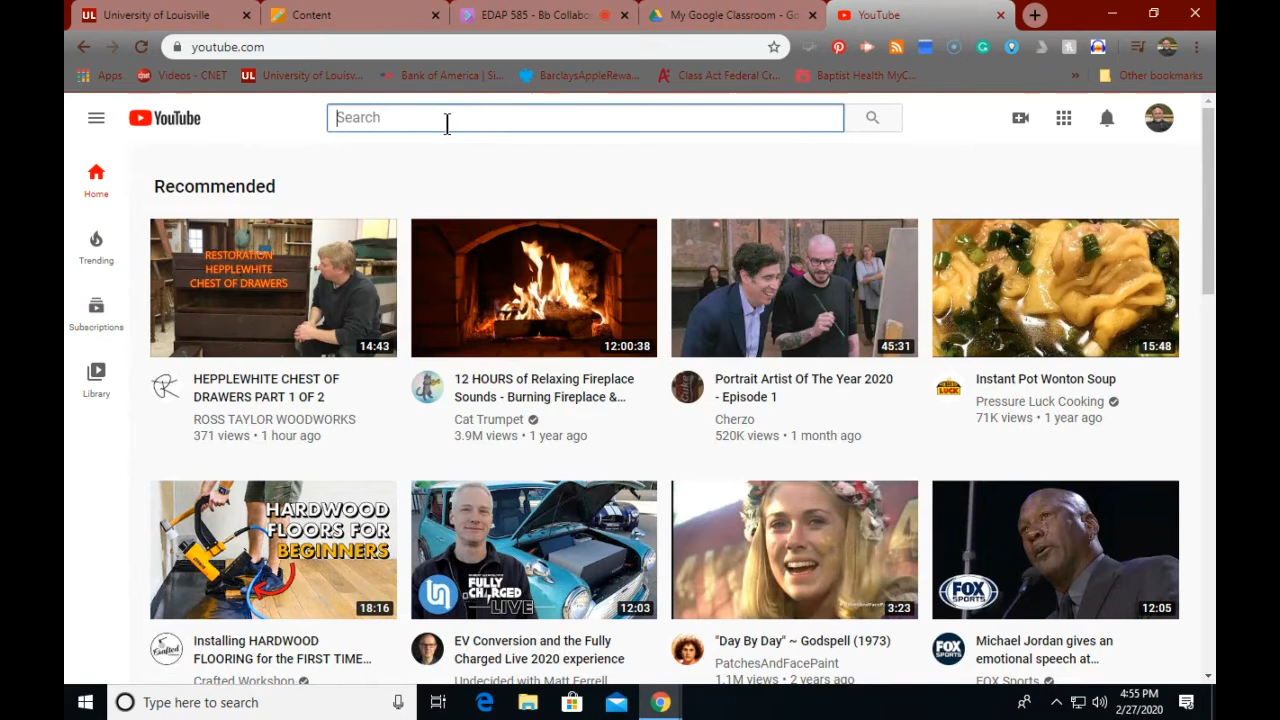 University of Louisville
Content
EDAP 585 - Bb Collabo
My Google Classroom - Go
YouTube
youtube.com
Apps
Videos - CNET
University of Louisv...
Bank of America | Si...
BarclaysAppleRewa...
Class Act Federal Cr...
Baptist Health MyC...
Other bookmarks
YouTube
Search
Home
Trending
Subscriptions
Library
Recommended
RESTORATION
HEPPLEWHITE
CHEST OF DRAWERS
14:43
12:00:38
45:31
15:48
HEPPLEWHITE CHEST OF
DRAWERS PART 1 OF 2
ROSS TAYLOR WOODWORKS
371 views • 1 hour ago
12 HOURS of Relaxing Fireplace
Sounds - Burning Fireplace &...
Cat Trumpet
3.9M views • 1 year ago
Portrait Artist Of The Year 2020
- Episode 1
Cherzo
520K views • 1 month ago
Instant Pot Wonton Soup
Pressure Luck Cooking
71K views • 1 year ago
HARDWOOD
FLOORS FOR
BEGINNERS
18:16
FULLY
CHARGED
LIVE
12:03
3:23
FOX
SPORTS
12:05
Installing HARDWOOD
FLOORING for the FIRST TIME...
Crafted Workshop
EV Conversion and the Fully
Charged Live 2020 experience
Undecided with Matt Ferrell
"Day By Day" ~ Godspell (1973)
PatchesAndFacePaint
1.1M views • 2 years ago
Michael Jordan gives an
emotional speech at...
FOX Sports
Type here to search
4:55 PM
2/27/2020